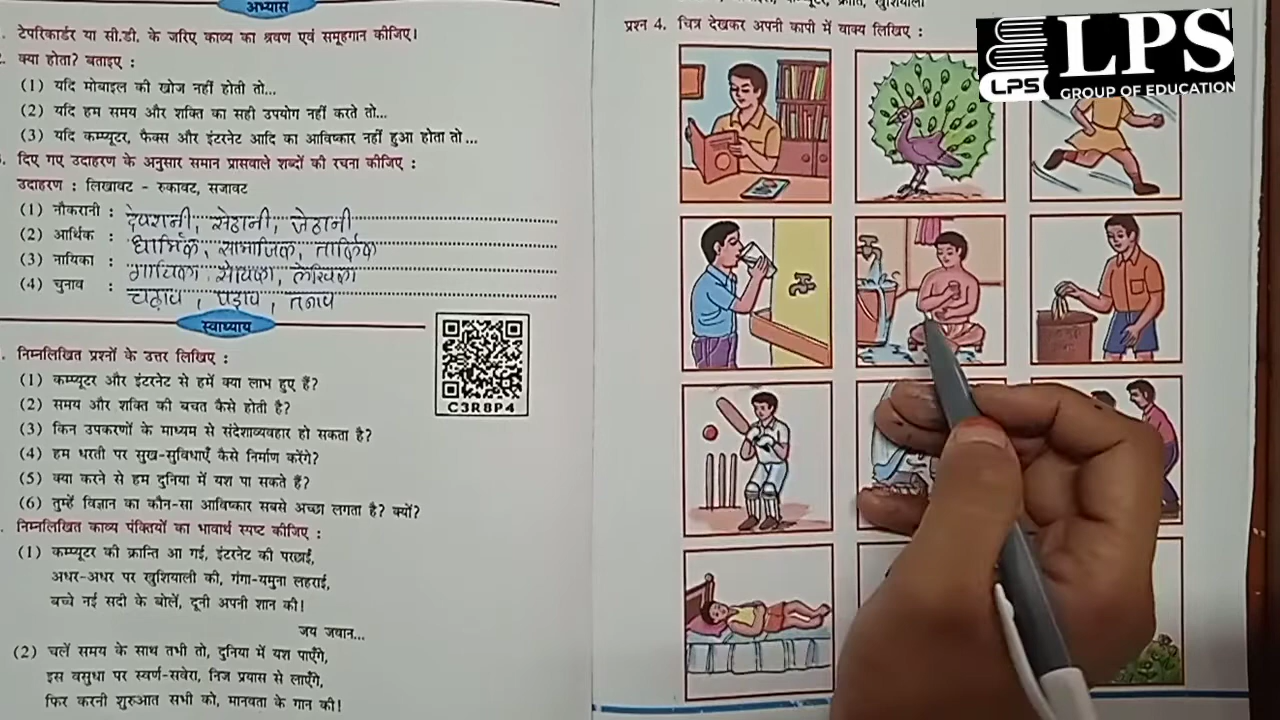 अभ्यास
टेपरिकार्डर या सी.डी. के जरिए काव्य का श्रवण एवं समूहगान कीजिए।
क्या होता? बताइए :
(1) यदि मोबाइल की खोज नहीं होती तो...
(2) यदि हम समय और शक्ति का सही उपयोग नहीं करते तो...
(3) यदि कम्प्यूटर, फैक्स और इंटरनेट आदि का आविष्कार नहीं हुआ होता तो...
दिए गए उदाहरण के अनुसार समान प्रासवाले शब्दों की रचना कीजिए :
उदाहरण : लिखावट - रुकावट, सजावट
(1) नौकरानी : देवरानी, सेठानी, जेठानी
(2) आर्थिक : धार्मिक, सामाजिक, तार्किक
(3) नायिका : गायिका सेविका, लेखिका
(4) चुनाव : चढ़ाव, पड़ाव, तनाव
स्वाध्याय
निम्नलिखित प्रश्नों के उत्तर लिखिए :
(1) कम्प्यूटर और इंटरनेट से हमें क्या लाभ हुए हैं?
(2) समय और शक्ति की बचत कैसे होती है?
(3) किन उपकरणों के माध्यम से संदेशाव्यवहार हो सकता है?
(4) हम धरती पर सुख-सुविधाएँ कैसे निर्माण करेंगे?
(5) क्या करने से हम दुनिया में यश पा सकते हैं?
(6) तुम्हें विज्ञान का कौन-सा आविष्कार सबसे अच्छा लगता है? क्यों?
C3R8P4
निम्नलिखित काव्य पंक्तियों का भावार्थ स्पष्ट कीजिए :
(1) कम्प्यूटर की क्रान्ति आ गई, इंटरनेट की परछाईं,
अधर-अधर पर खुशियाली की, गंगा-यमुना लहराई,
बच्चे नई सदी के बोलें, दूनी अपनी शान की!
जय जवान...
(2) चलें समय के साथ तभी तो, दुनिया में यश पाएँगे,
इस वसुधा पर स्वर्ण-सवेरा, निज प्रयास से लाएँगे,
फिर करनी शुरुआत सभी को, मानवता के गान की!
कम्प्यूटर, क्रांति, खुशियाली
प्रश्न 4. चित्र देखकर अपनी कापी में वाक्य लिखिए :
LPS
LPS
GROUP OF EDUCATION